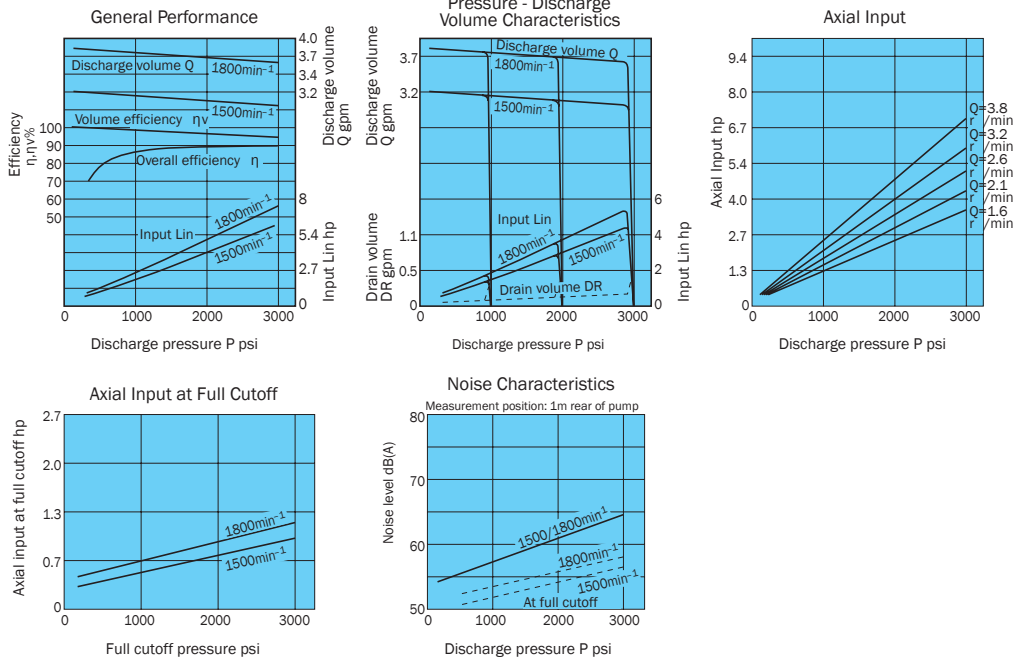 General Performance
4.0
3.7
3.4
3.2
Discharge volume Q
1800min⁻¹
1500min⁻¹
Volume efficiency ηv
Overall efficiency η
Discharge volume
Q gpm
Efficiency
η,ηv%
100
90
80
70
60
50
8
5.4
2.7
0
1800min⁻¹
Input Lin
1500min⁻¹
Input Lin hp
0
1000
2000
3000
Discharge pressure P psi
Pressure - Discharge
Volume Characteristics
Discharge volume
Q gpm
3.7
3.2
Discharge volume Q
1800min⁻¹
1500min⁻¹
Drain volume
DR gpm
1.1
0.5
0
6
4
2
0
Input Lin
1800min⁻¹
1500min⁻¹
Drain volume DR
Input Lin hp
0
1000
2000
3000
Discharge pressure P psi
Axial Input
Axial Input hp
9.4
8.0
6.7
5.4
4.0
2.7
1.3
0
Q=3.8
r /min
Q=3.2
r /min
Q=2.6
r /min
Q=2.1
r /min
Q=1.6
r /min
0
1000
2000
3000
Discharge pressure P psi
Axial Input at Full Cutoff
Axial input at full cutoff hp
2.7
2.0
1.3
0.7
0
1800min⁻¹
1500min⁻¹
0
1000
2000
3000
Full cutoff pressure psi
Noise Characteristics
Measurement position: 1m rear of pump
Noise level dB(A)
80
70
60
50
1500/1800min¹
1800min⁻¹
1500min⁻¹
At full cutoff
0
1000
2000
3000
Discharge pressure P psi